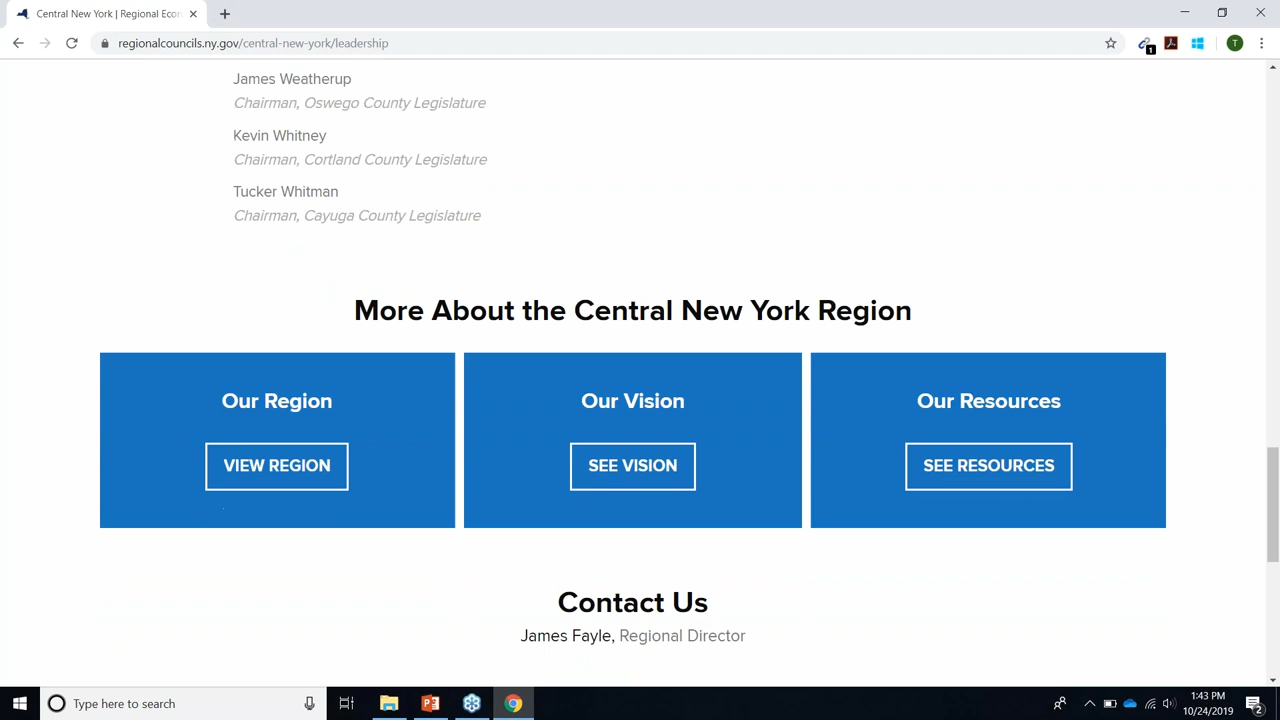 Central New York | Regional Econ
regionalcouncils.ny.gov/central-new-york/leadership
1
T
James Weatherup
Chairman, Oswego County Legislature
Kevin Whitney
Chairman, Cortland County Legislature
Tucker Whitman
Chairman, Cayuga County Legislature
More About the Central New York Region
Our Region
Our Vision
Our Resources
VIEW REGION
SEE VISION
SEE RESOURCES
Contact Us
James Fayle, Regional Director
Type here to search
1:43 PM
10/24/2019
2